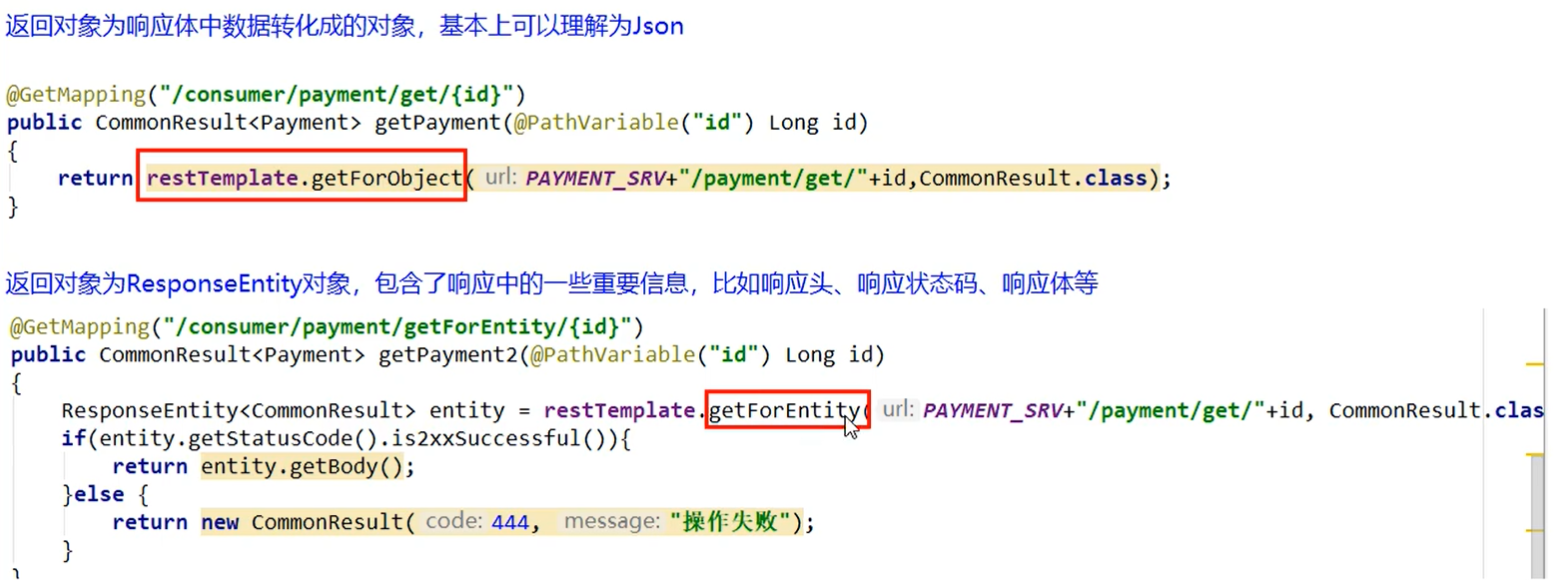 返回对象为响应体中数据转化成的对象，基本上可以理解为Json
@GetMapping("/consumer/payment/get/{id}")
public CommonResult<Payment> getPayment(@PathVariable("id") Long id)
{
return restTemplate.getForObject( url: PAYMENT_SRV+"/payment/get/"+id,CommonResult.class);
}
返回对象为ResponseEntity对象，包含了响应中的一些重要信息，比如响应头、响应状态码、响应体等
@GetMapping("/consumer/payment/getForEntity/{id}")
public CommonResult<Payment> getPayment2(@PathVariable("id") Long id)
{
ResponseEntity<CommonResult> entity = restTemplate.getForEntity( url: PAYMENT_SRV+"/payment/get/"+id, CommonResult.clas
if(entity.getStatusCode().is2xxSuccessful()){
return entity.getBody();
}else {
return new CommonResult( code: 444, message: "操作失败");
}
}